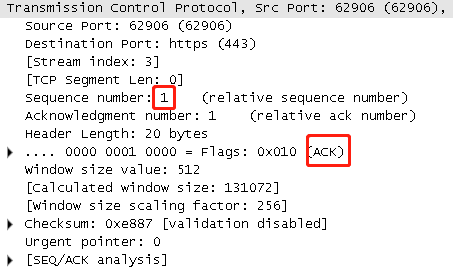 Transmission Control Protocol, Src Port: 62906 (62906),
Source Port: 62906 (62906)
Destination Port: https (443)
[Stream index: 3]
[TCP Segment Len: 0]
Sequence number: 1 (relative sequence number)
Acknowledgment number: 1 (relative ack number)
Header Length: 20 bytes
.... 0000 0001 0000 = Flags: 0x010 (ACK)
Window size value: 512
[Calculated window size: 131072]
[Window size scaling factor: 256]
Checksum: 0xe887 [validation disabled]
Urgent pointer: 0
[SEQ/ACK analysis]